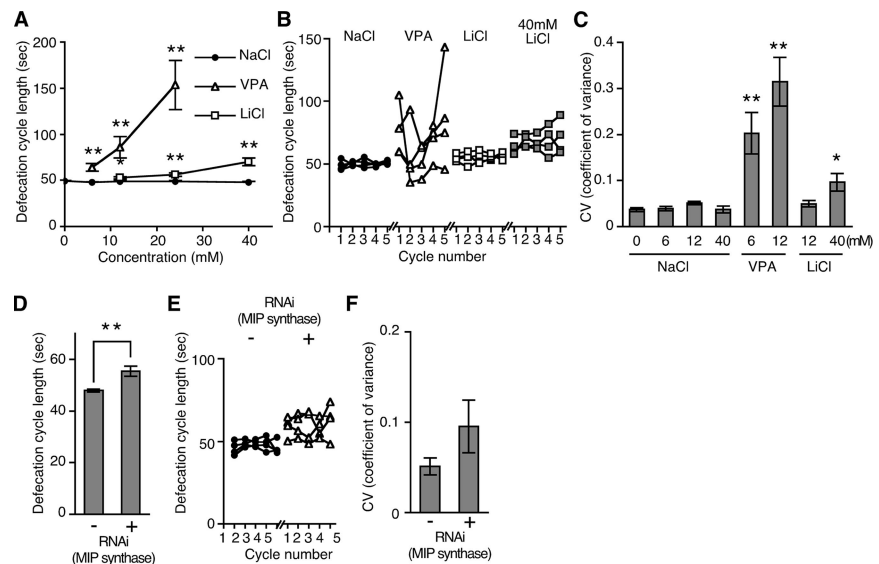 A
Defecation cycle length (sec)
200
150
100
50
0
**
**
**
*
**
**
NaCl
VPA
LiCl
0 10 20 30 40
Concentration (mM)
B
Defecation cycle length (sec)
150
100
50
0
NaCl VPA LiCl 40mM
LiCl
1 2 3 4 5 1 2 3 4 5 1 2 3 4 5 1 2 3 4 5
Cycle number
C
CV (coefficient of variance)
0.4
0.3
0.2
0.1
0
**
**
*
0 6 12 40 6 12 12 40 (mM)
NaCl VPA LiCl
D
Defecation cycle length (sec)
60
40
20
0
**
- +
RNAi
(MIP synthase)
E
RNAi
(MIP synthase)
- +
Defecation cycle length (sec)
100
50
0
1 2 3 4 5 1 2 3 4 5
Cycle number
F
CV (coefficient of variance)
0.2
0.1
0
- +
RNAi
(MIP synthase)